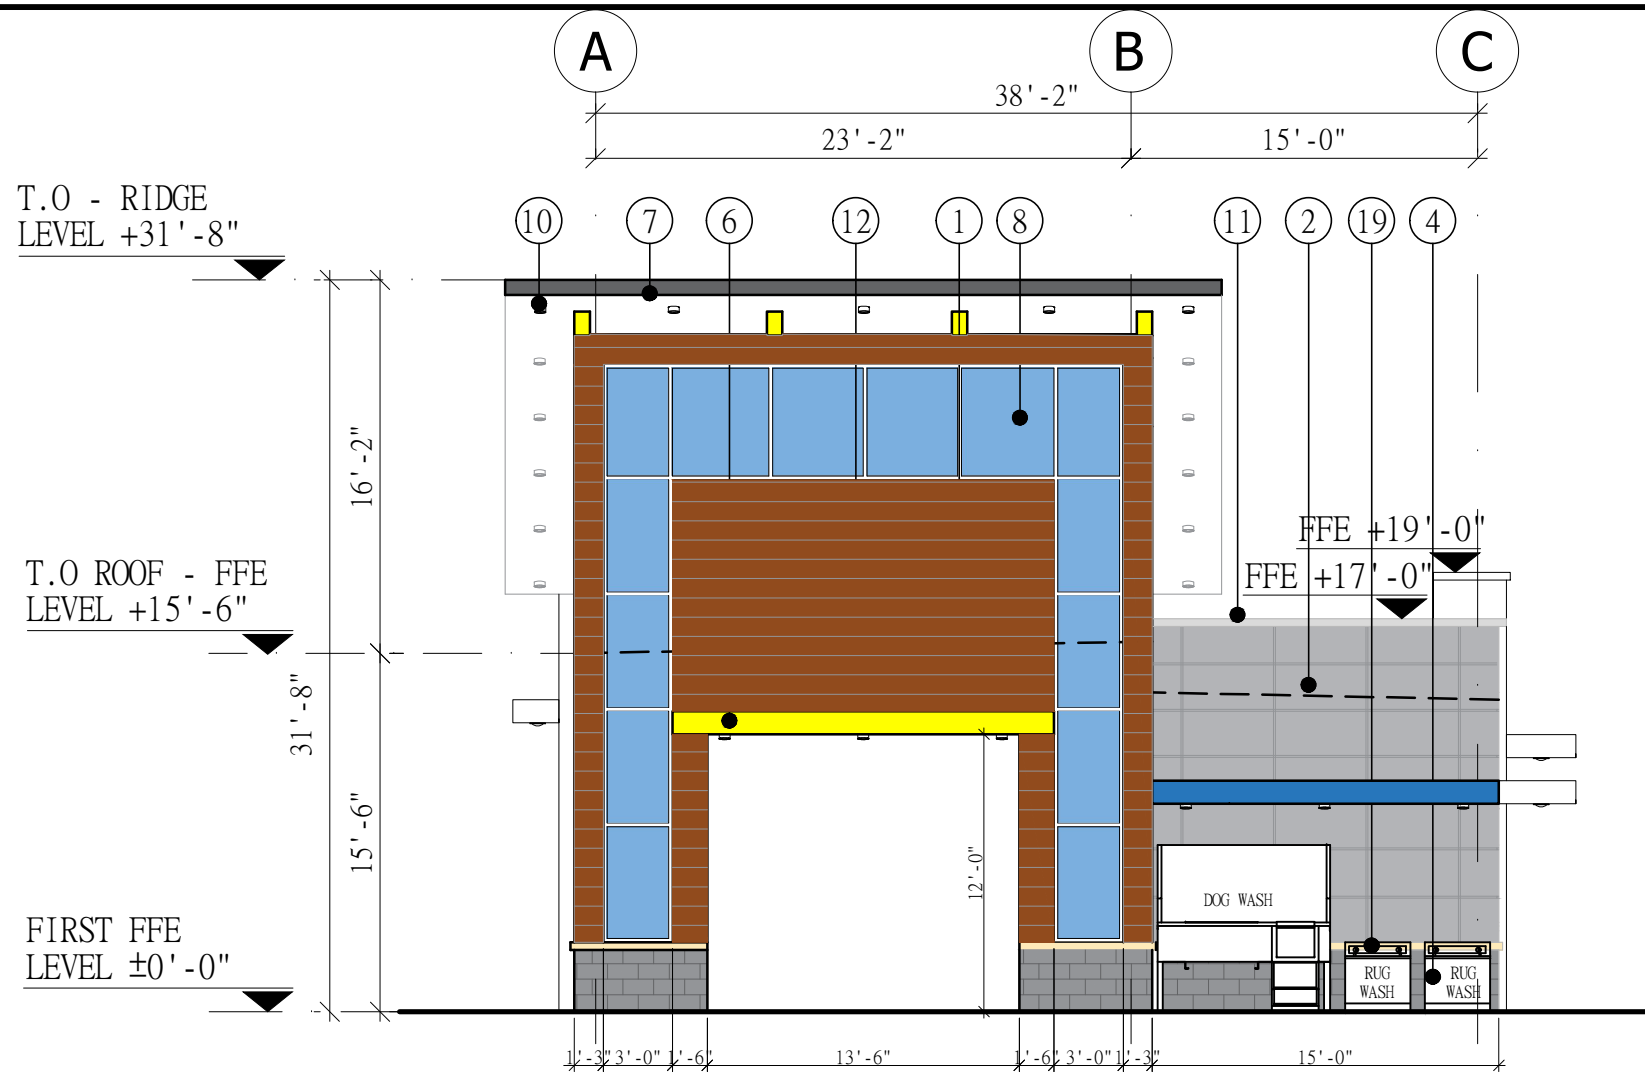 A
B
C
38'-2"
23'-2"
15'-0"
T.O - RIDGE
LEVEL +31'-8"
10
7
6
12
1
8
11
2
19
4
16'-2"
FFE +19'-0"
FFE +17'-0"
T.O ROOF - FFE
LEVEL +15'-6"
31'-8"
15'-6"
12'-0"
DOG WASH
FIRST FFE
LEVEL ±0'-0"
RUG
WASH
RUG
WASH
1'-3" 3'-0" 1'-6" 13'-6" 1'-6" 3'-0" 1'-3" 15'-0"